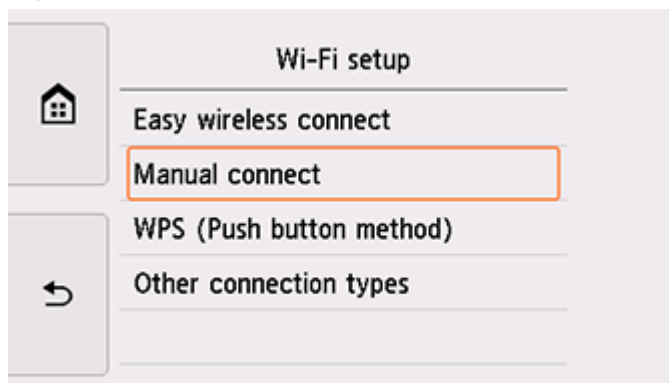 Wi-Fi setup
Easy wireless connect
Manual connect
WPS (Push button method)
Other connection types